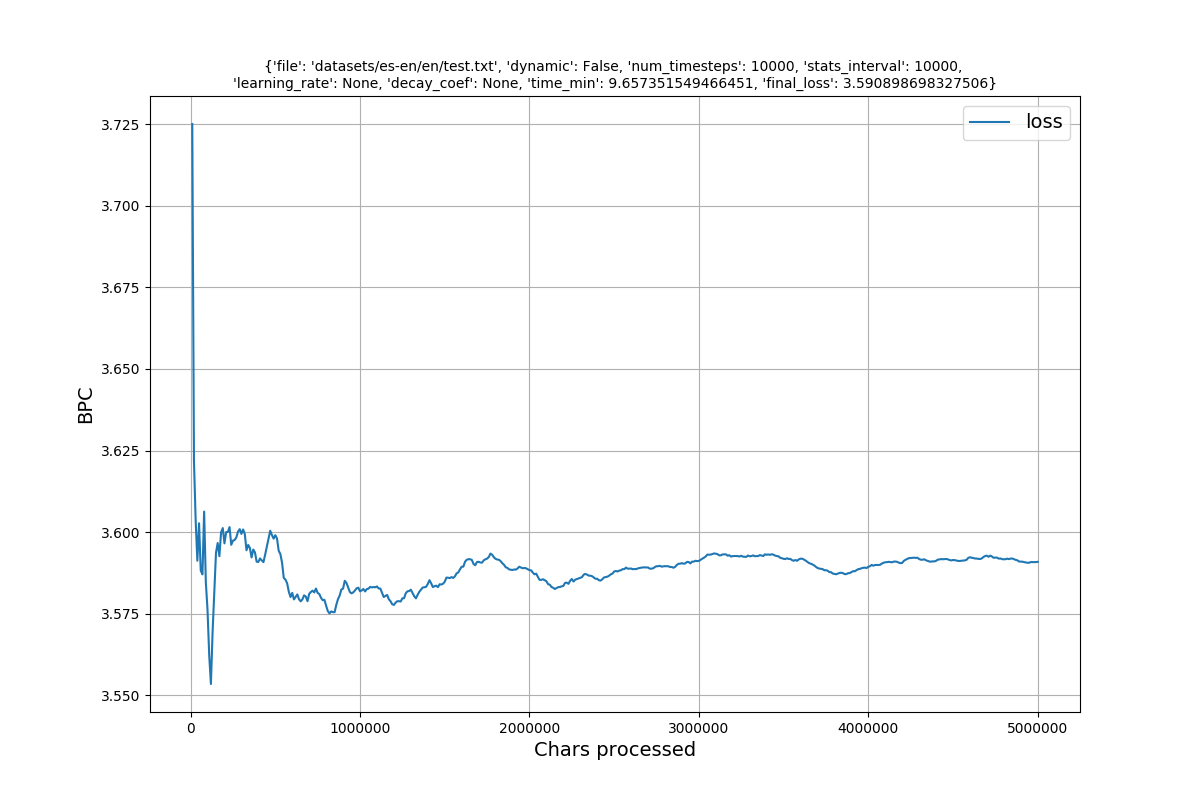 {'file': 'datasets/es-en/en/test.txt', 'dynamic': False, 'num_timesteps': 10000, 'stats_interval': 10000,
'learning_rate': None, 'decay_coef': None, 'time_min': 9.657351549466451, 'final_loss': 3.590898698327506}
loss
3.725
3.700
3.675
3.650
3.625
3.600
3.575
3.550
BPC
0 1000000 2000000 3000000 4000000 5000000
Chars processed